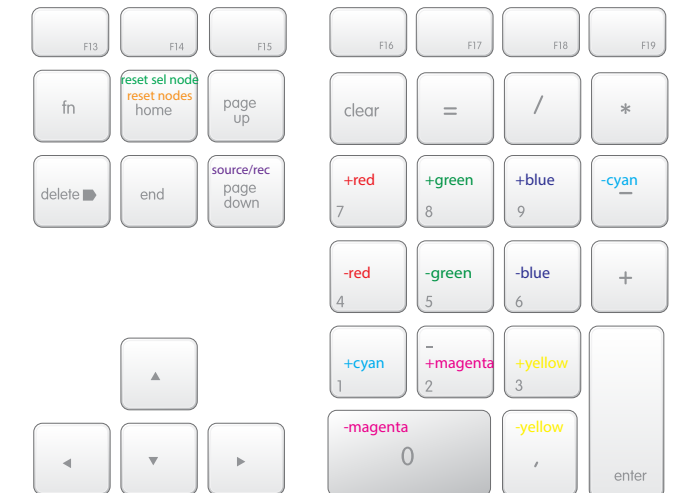 F13
F14
F15
F16
F17
F18
F19
fn
reset sel node
reset nodes
home
page
up
clear
=
/
*
delete
end
source/rec
page
down
+red
7
+green
8
+blue
9
-cyan
–
-red
4
-green
5
-blue
6
+
+cyan
1
-
+magenta
2
+yellow
3
-magenta
0
-yellow
,
enter